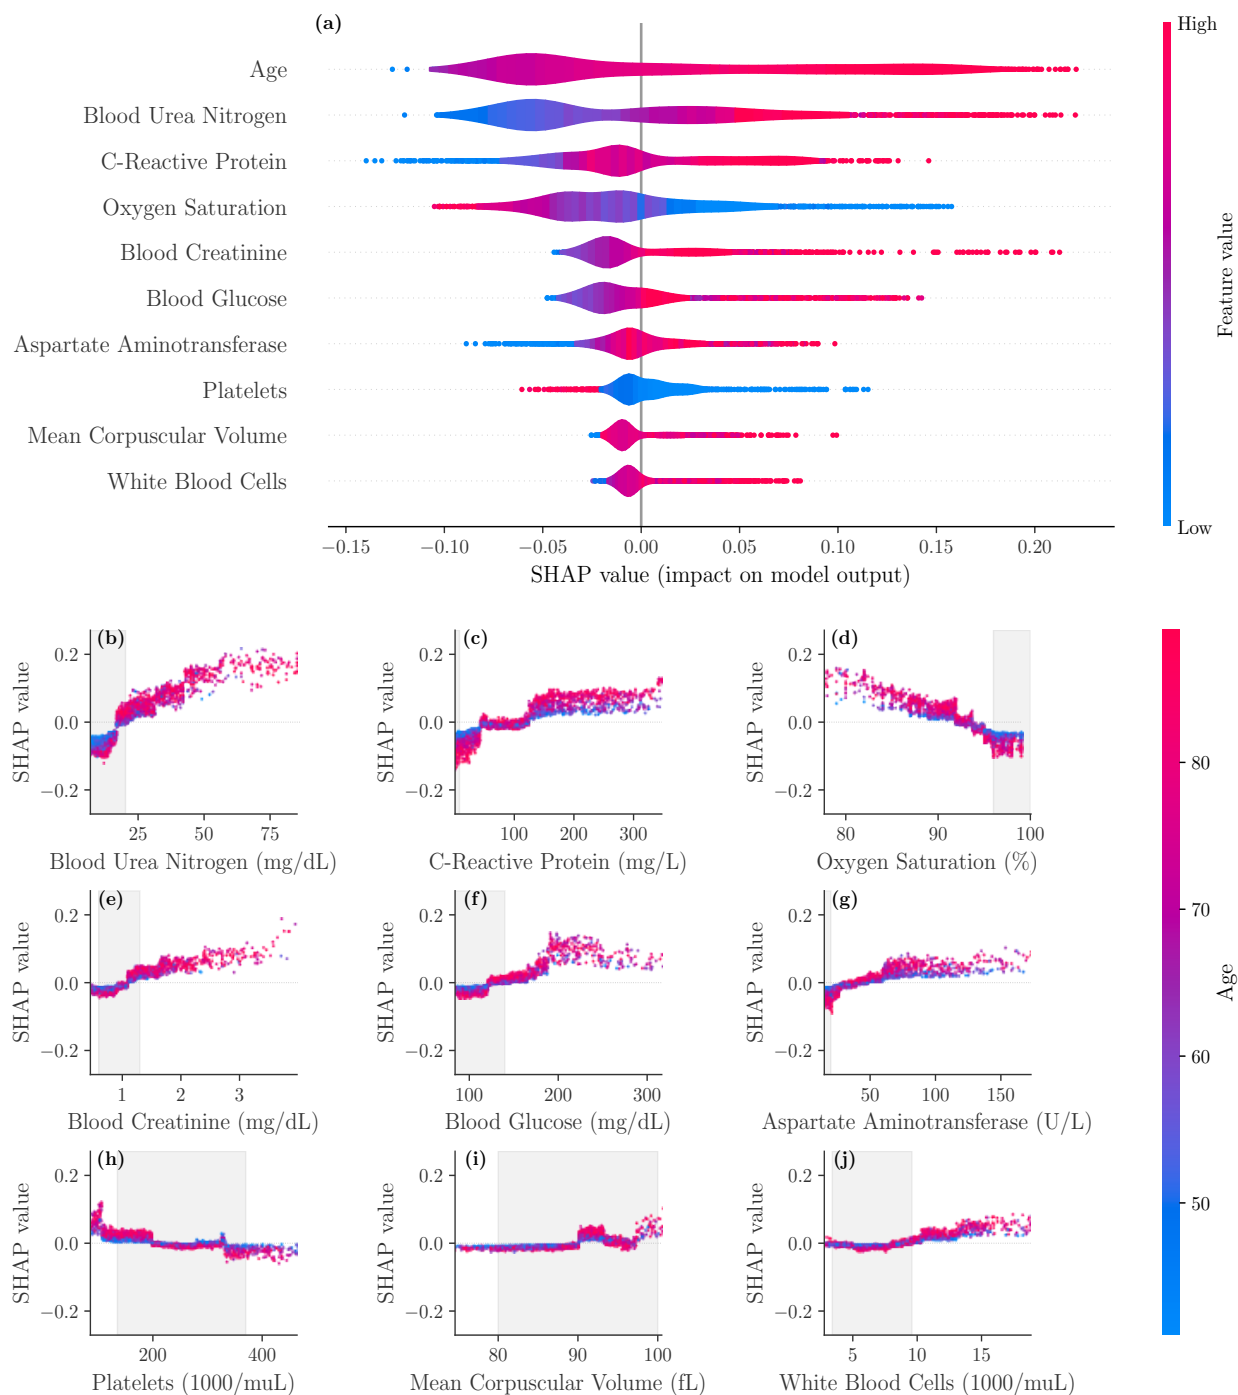 (a)
High
Age
Blood Urea Nitrogen
C-Reactive Protein
Oxygen Saturation
Blood Creatinine
Blood Glucose
Aspartate Aminotransferase
Platelets
Mean Corpuscular Volume
White Blood Cells
Feature value
Low
−0.15 −0.10 −0.05 0.00 0.05 0.10 0.15 0.20
SHAP value (impact on model output)
(b)
0.2
0.0
−0.2
SHAP value
25 50 75
Blood Urea Nitrogen (mg/dL)
(c)
0.2
0.0
−0.2
SHAP value
100 200 300
C-Reactive Protein (mg/L)
(d)
0.2
0.0
−0.2
SHAP value
80 90 100
Oxygen Saturation (%)
(e)
0.2
0.0
−0.2
SHAP value
1 2 3
Blood Creatinine (mg/dL)
(f)
0.2
0.0
−0.2
SHAP value
100 200 300
Blood Glucose (mg/dL)
(g)
0.2
0.0
−0.2
SHAP value
50 100 150
Aspartate Aminotransferase (U/L)
(h)
0.2
0.0
−0.2
SHAP value
200 400
Platelets (1000/muL)
(i)
0.2
0.0
−0.2
SHAP value
80 90 100
Mean Corpuscular Volume (fL)
(j)
0.2
0.0
−0.2
SHAP value
5 10 15
White Blood Cells (1000/muL)
80
70
60
50
Age